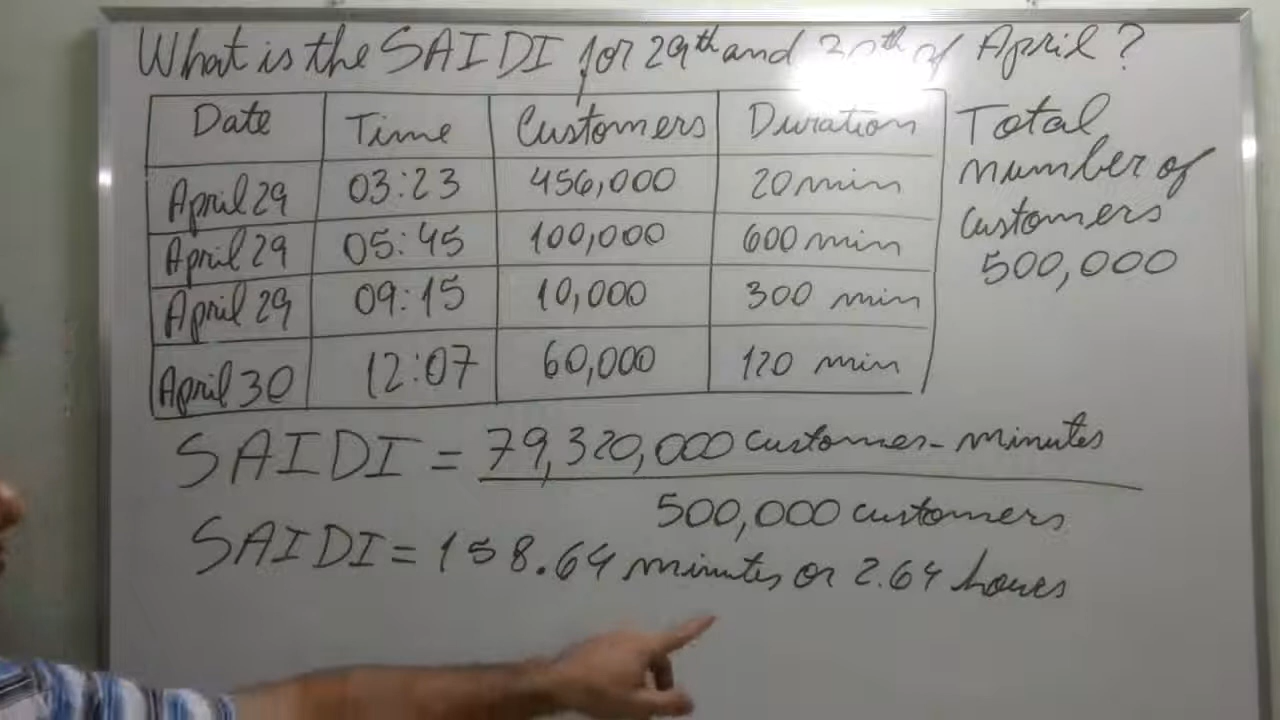 What is the SAIDI for 29th and 30th of April?
Date Time Customers Duration
April 29 03:23 456,000 20 min
April 29 05:45 100,000 600 min
April 29 09:15 10,000 300 min
April 30 12:07 60,000 120 min
Total
number of
customers
500,000
SAIDI = 79,320,000 customer-minutes
500,000 customers
SAIDI = 158.64 minutes or 2.64 hours